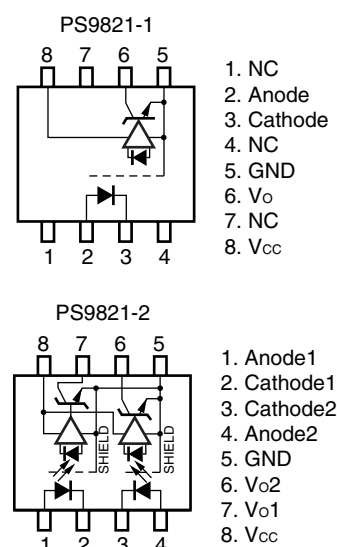 PS9821-1
8 7 6 5
1 2 3 4
1. NC
2. Anode
3. Cathode
4. NC
5. GND
6. Vo
7. NC
8. Vcc
PS9821-2
8 7 6 5
SHIELD
SHIELD
1 2 3 4
1. Anode1
2. Cathode1
3. Cathode2
4. Anode2
5. GND
6. Vo2
7. Vo1
8. Vcc